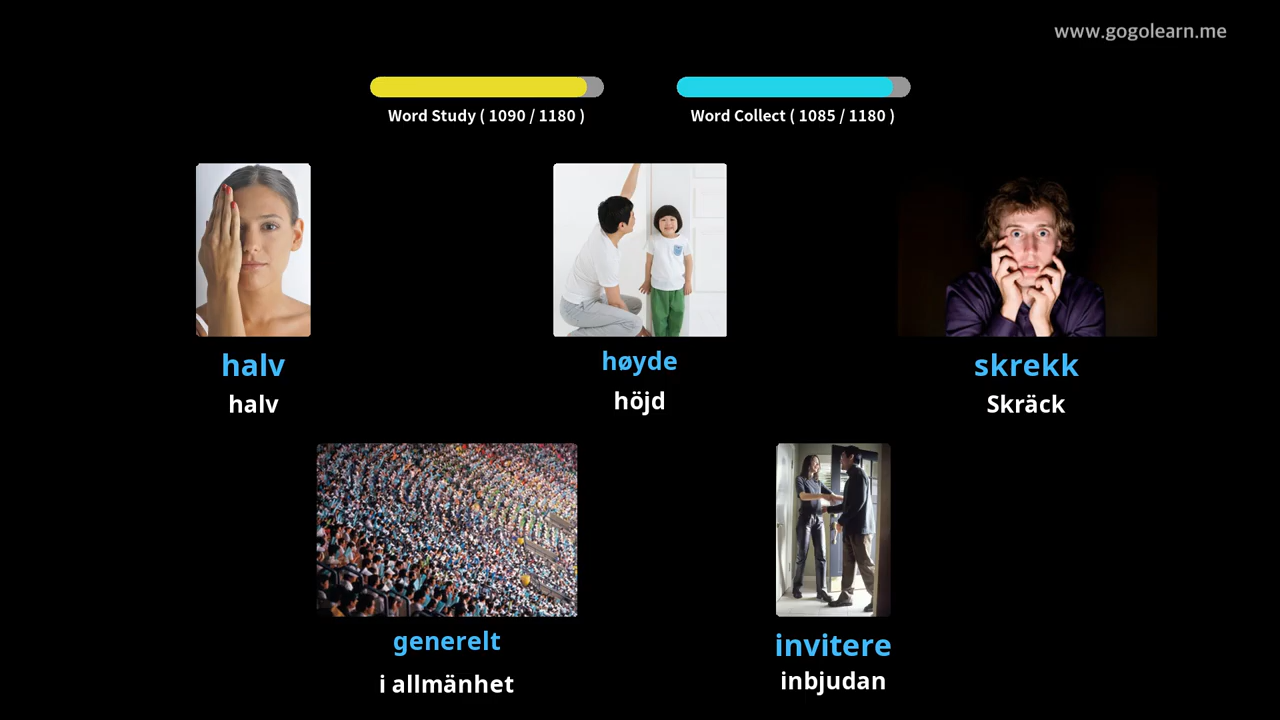 www.gogolearn.me
Word Study ( 1090 / 1180 )
Word Collect ( 1085 / 1180 )
halv
halv
høyde
höjd
skrekk
Skräck
generelt
i allmänhet
invitere
inbjudan